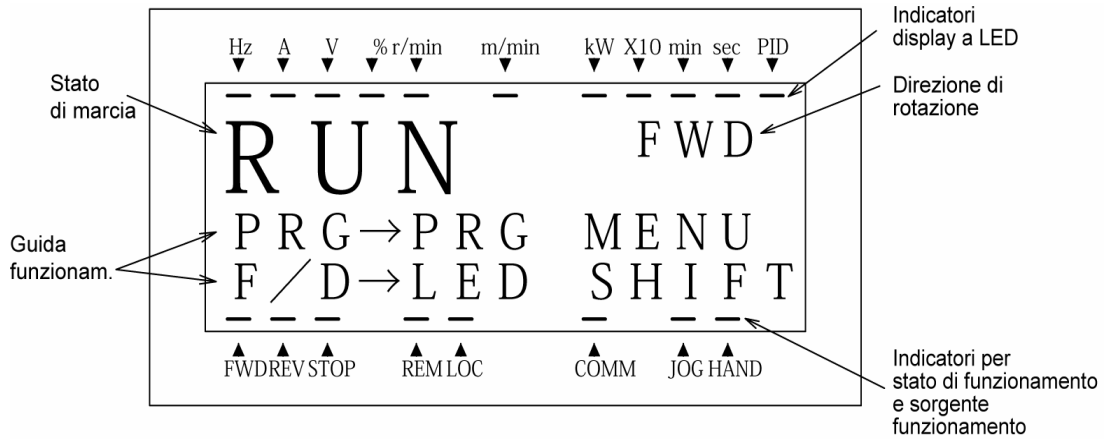 Indicatori
display a LED
Hz A V % r/min m/min kW X10 min sec PID
Stato
di marcia
Direzione di
rotazione
RUN FWD
PRG→PRG MENU
Guida
funzionam.
F/D→LED SHIFT
FWD REV STOP REM LOC COMM JOG HAND
Indicatori per
stato di funzionamento
e sorgente
funzionamento